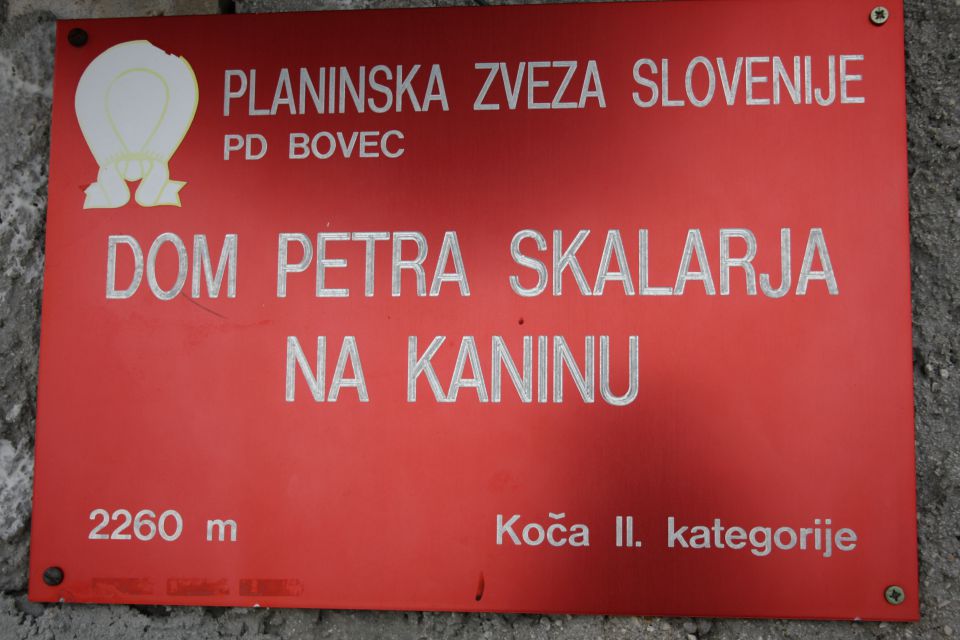 PLANINSKA ZVEZA SLOVENIJE
PD BOVEC
DOM PETRA SKALARJA
NA KANINU
2260 m
Koča II. kategorije